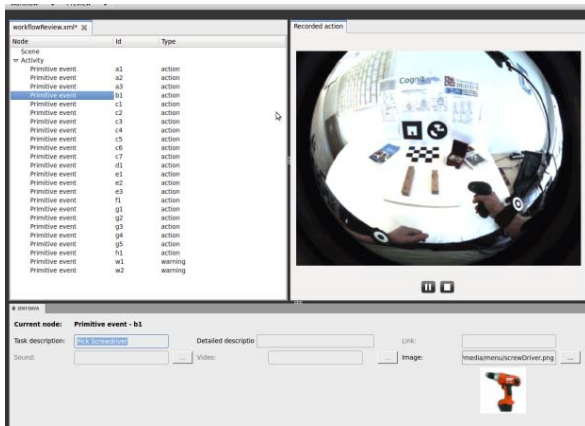 workflowReview.xml*
Recorded action
Node Id Type
Scene
Activity
Primitive event a1 action
Primitive event a2 action
Primitive event a3 action
Primitive event b1 action
Primitive event c1 action
Primitive event c2 action
Primitive event c3 action
Primitive event c4 action
Primitive event c5 action
Primitive event c6 action
Primitive event c7 action
Primitive event d1 action
Primitive event e1 action
Primitive event e2 action
Primitive event e3 action
Primitive event f1 action
Primitive event g1 action
Primitive event g2 action
Primitive event g3 action
Primitive event g4 action
Primitive event g5 action
Primitive event h1 action
Primitive event w1 warning
Primitive event w2 warning
Cognit
Current node: Primitive event - b1
Task description: Pick Screwdriver Detailed descriptio Link:
Sound: ... Video: ... Image: /media/menu/screwDriver.png ...